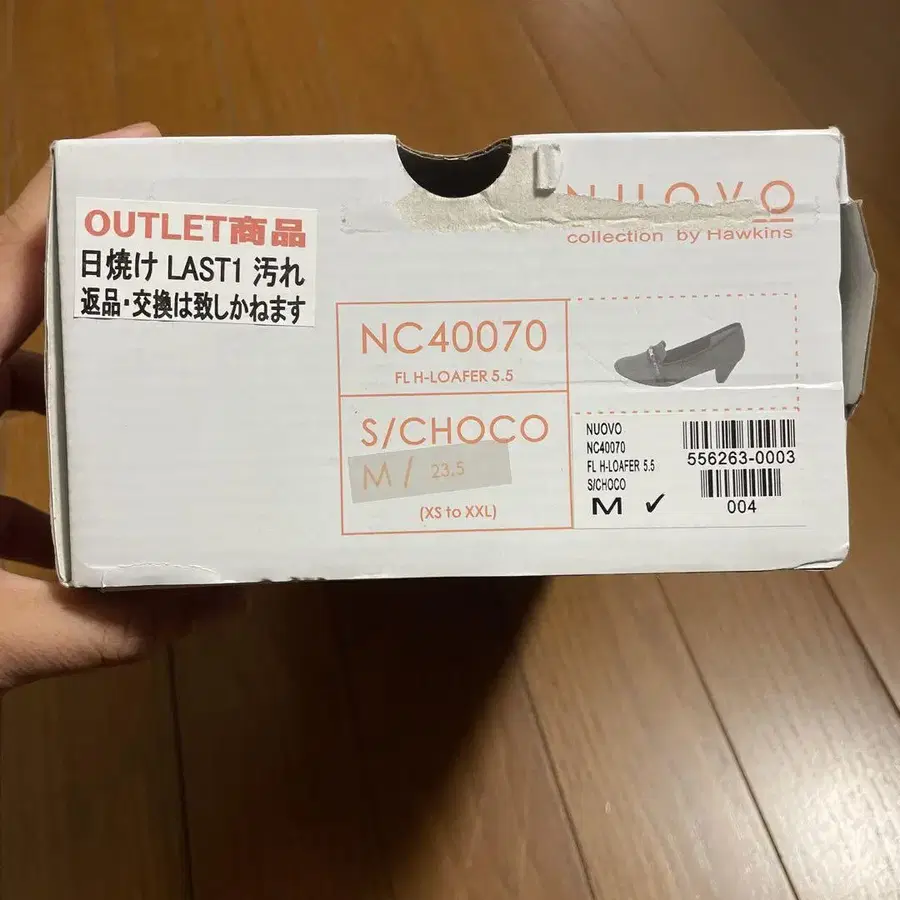 OUTLET商品
日焼け LAST1 汚れ
返品・交換は致しかねます
NUOVO
collection by Hawkins
NC40070
FL H-LOAFER 5.5
S/CHOCO
M / 23.5
(XS to XXL)
NUOVO
NC40070
FL H-LOAFER 5.5
S/CHOCO
M ✓
556263-0003
004